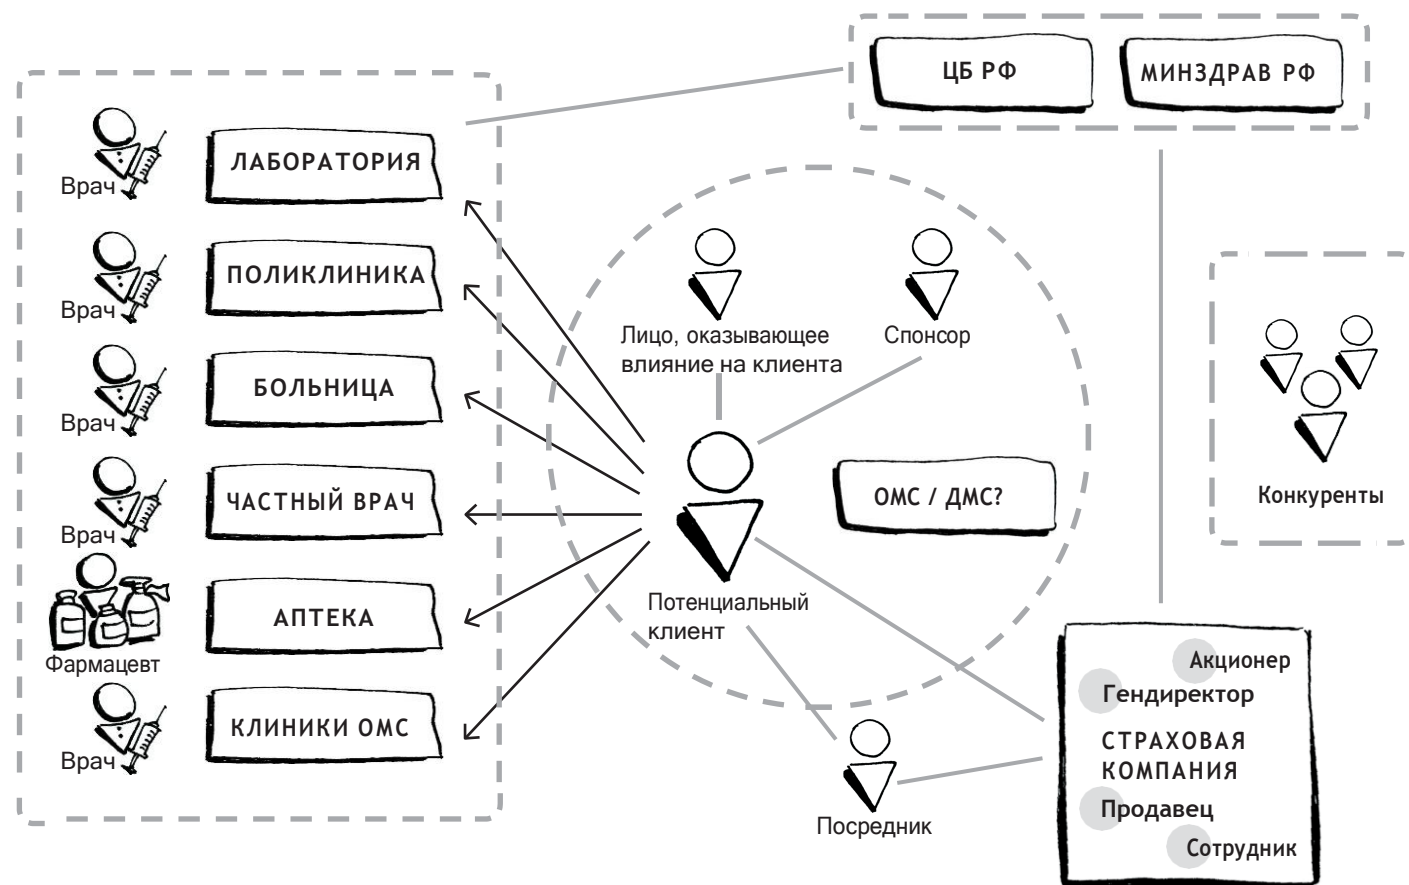 ЦБ РФ
МИНЗДРАВ РФ
Врач
ЛАБОРАТОРИЯ
Врач
ПОЛИКЛИНИКА
Врач
БОЛЬНИЦА
Врач
ЧАСТНЫЙ ВРАЧ
Фармацевт
АПТЕКА
Врач
КЛИНИКИ ОМС
Лицо, оказывающее
влияние на клиента
Спонсор
ОМС / ДМС?
Потенциальный
клиент
Посредник
Конкуренты
Акционер
Гендиректор
СТРАХОВАЯ
КОМПАНИЯ
Продавец
Сотрудник